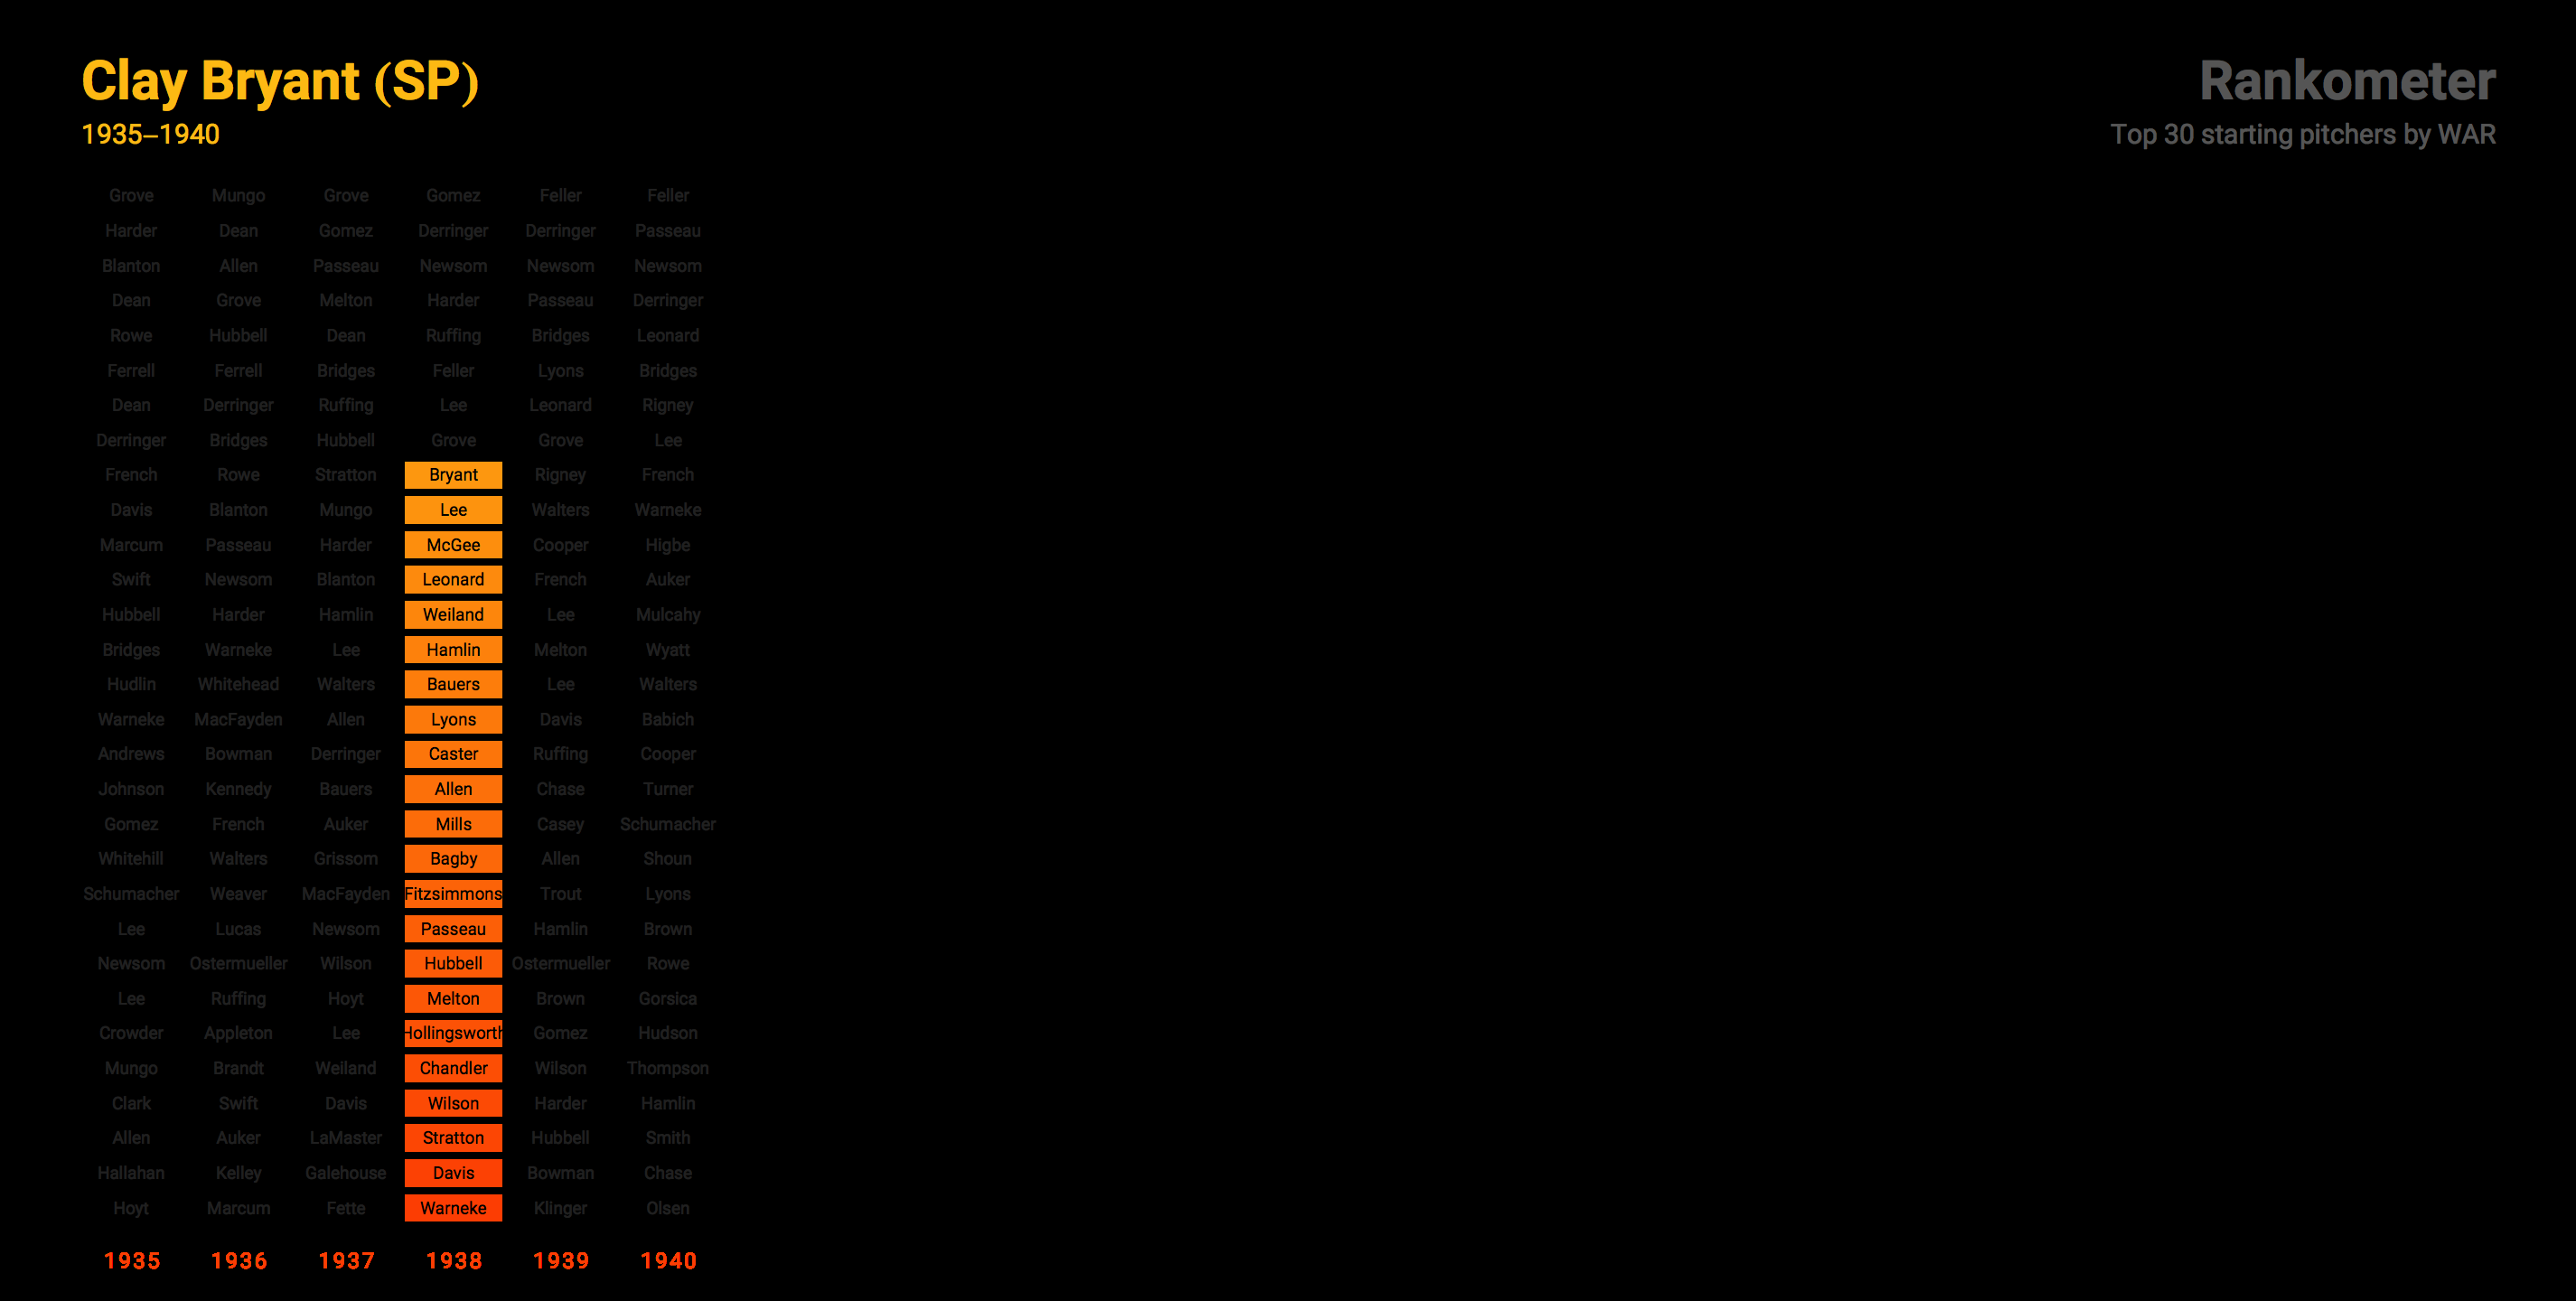 Clay Bryant (SP)
1935–1940
Rankometer
Top 30 starting pitchers by WAR
Grove Mungo Grove Gomez Feller Feller
Harder Dean Gomez Derringer Derringer Passeau
Blanton Allen Passeau Newsom Newsom Newsom
Dean Grove Melton Harder Passeau Derringer
Rowe Hubbell Dean Ruffing Bridges Leonard
Ferrell Ferrell Bridges Feller Lyons Bridges
Dean Derringer Ruffing Lee Leonard Rigney
Derringer Bridges Hubbell Grove Grove Lee
French Rowe Stratton Bryant Rigney French
Davis Blanton Mungo Lee Walters Warneke
Marcum Passeau Harder McGee Cooper Higbe
Swift Newsom Blanton Leonard French Auker
Hubbell Harder Hamlin Weiland Lee Mulcahy
Bridges Warneke Lee Hamlin Melton Wyatt
Hudlin Whitehead Walters Bauers Lee Walters
Warneke MacFayden Allen Lyons Davis Babich
Andrews Bowman Derringer Caster Ruffing Cooper
Johnson Kennedy Bauers Allen Chase Turner
Gomez French Auker Mills Casey Schumacher
Whitehill Walters Grissom Bagby Allen Shoun
Schumacher Weaver MacFayden Fitzsimmons Trout Lyons
Lee Lucas Newsom Passeau Hamlin Brown
Newsom Ostermueller Wilson Hubbell Ostermueller Rowe
Lee Ruffing Hoyt Melton Brown Gorsica
Crowder Appleton Lee Hollingsworth Gomez Hudson
Mungo Brandt Weiland Chandler Wilson Thompson
Clark Swift Davis Wilson Harder Hamlin
Allen Auker LaMaster Stratton Hubbell Smith
Hallahan Kelley Galehouse Davis Bowman Chase
Hoyt Marcum Fette Warneke Klinger Olsen
1935 1936 1937 1938 1939 1940